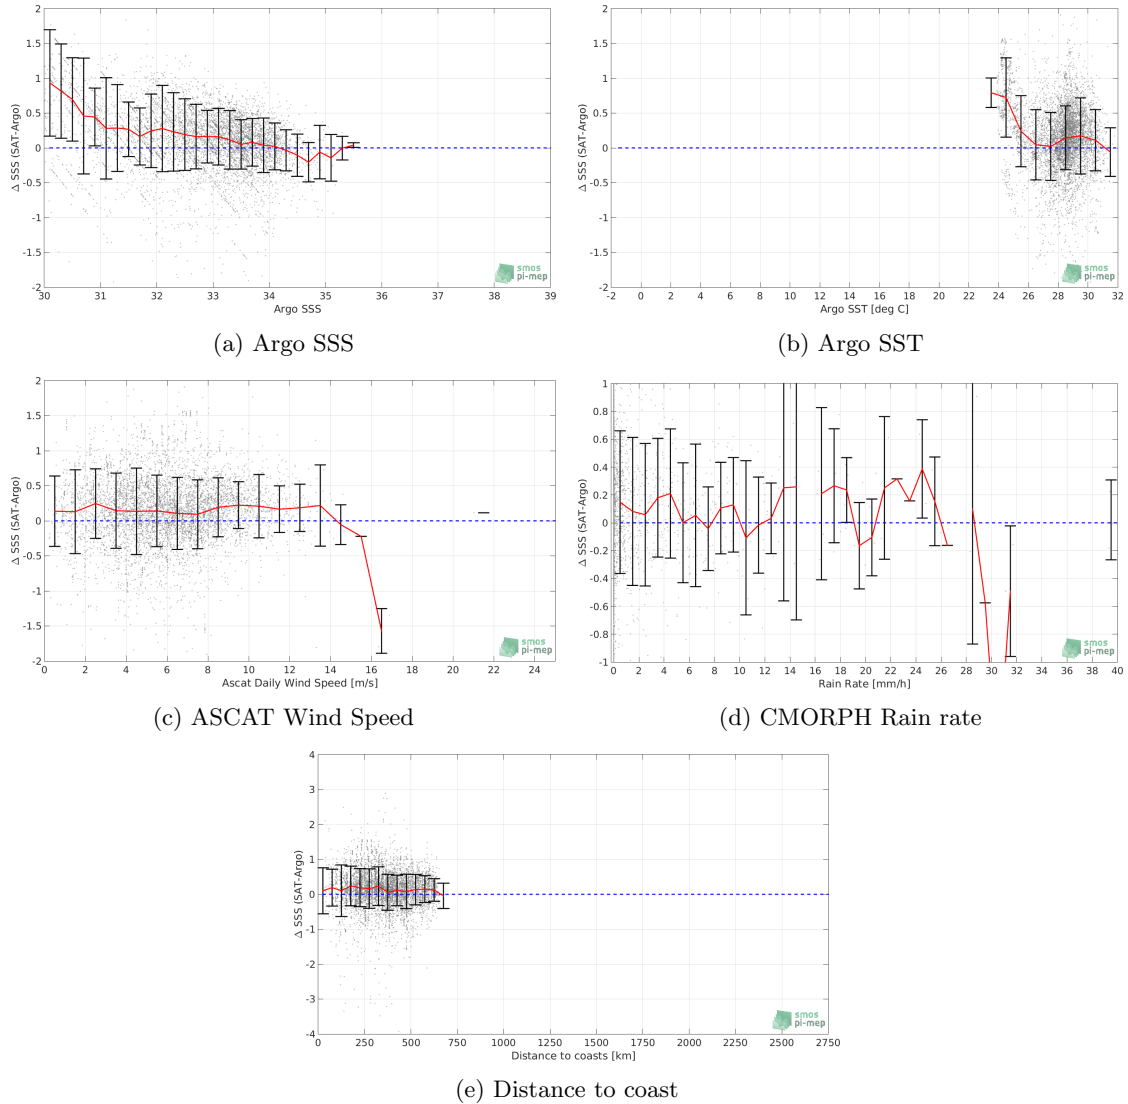 2
1.5
1
0.5
0
-0.5
-1
-1.5
-2
Δ SSS (SAT-Argo)
30 31 32 33 34 35 36 37 38 39
Argo SSS
smos
pi-mep
(a) Argo SSS
2
1.5
1
0.5
0
-0.5
-1
-1.5
-2
Δ SSS (SAT-Argo)
-2 0 2 4 6 8 10 12 14 16 18 20 22 24 26 28 30 32
Argo SST [deg C]
smos
pi-mep
(b) Argo SST
2
1.5
1
0.5
0
-0.5
-1
-1.5
-2
Δ SSS (SAT-Argo)
0 2 4 6 8 10 12 14 16 18 20 22 24
Ascat Daily Wind Speed [m/s]
smos
pi-mep
(c) ASCAT Wind Speed
1
0.8
0.6
0.4
0.2
0
-0.2
-0.4
-0.6
-0.8
-1
Δ SSS (SAT-Argo)
0 2 4 6 8 10 12 14 16 18 20 22 24 26 28 30 32 34 36 38 40
Rain Rate [mm/h]
smos
pi-mep
(d) CMORPH Rain rate
4
3
2
1
0
-1
-2
-3
-4
Δ SSS (SAT-Argo)
0 250 500 750 1000 1250 1500 1750 2000 2250 2500 2750
Distance to coasts [km]
smos
pi-mep
(e) Distance to coast